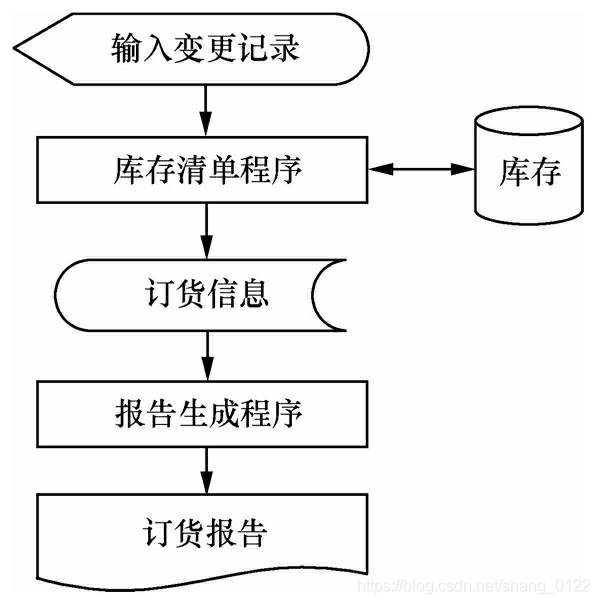 输入变更记录
库存清单程序
库存
订货信息
报告生成程序
订货报告
https://blog.csdn.net/shang_0122